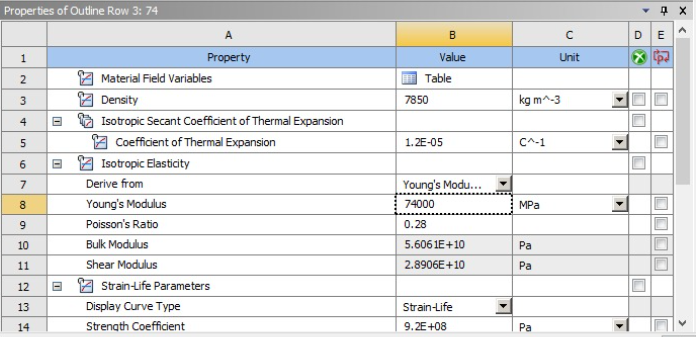 Properties of Outline Row 3: 74
A B C D E
1 Property Value Unit
2 Material Field Variables Table
3 Density 7850 kg m^-3
4 Isotropic Secant Coefficient of Thermal Expansion
5 Coefficient of Thermal Expansion 1.2E-05 C^-1
6 Isotropic Elasticity
7 Derive from Young's Modu...
8 Young's Modulus 74000 MPa
9 Poisson's Ratio 0.28
10 Bulk Modulus 5.6061E+10 Pa
11 Shear Modulus 2.8906E+10 Pa
12 Strain-Life Parameters
13 Display Curve Type Strain-Life
14 Strength Coefficient 9.2E+08 Pa